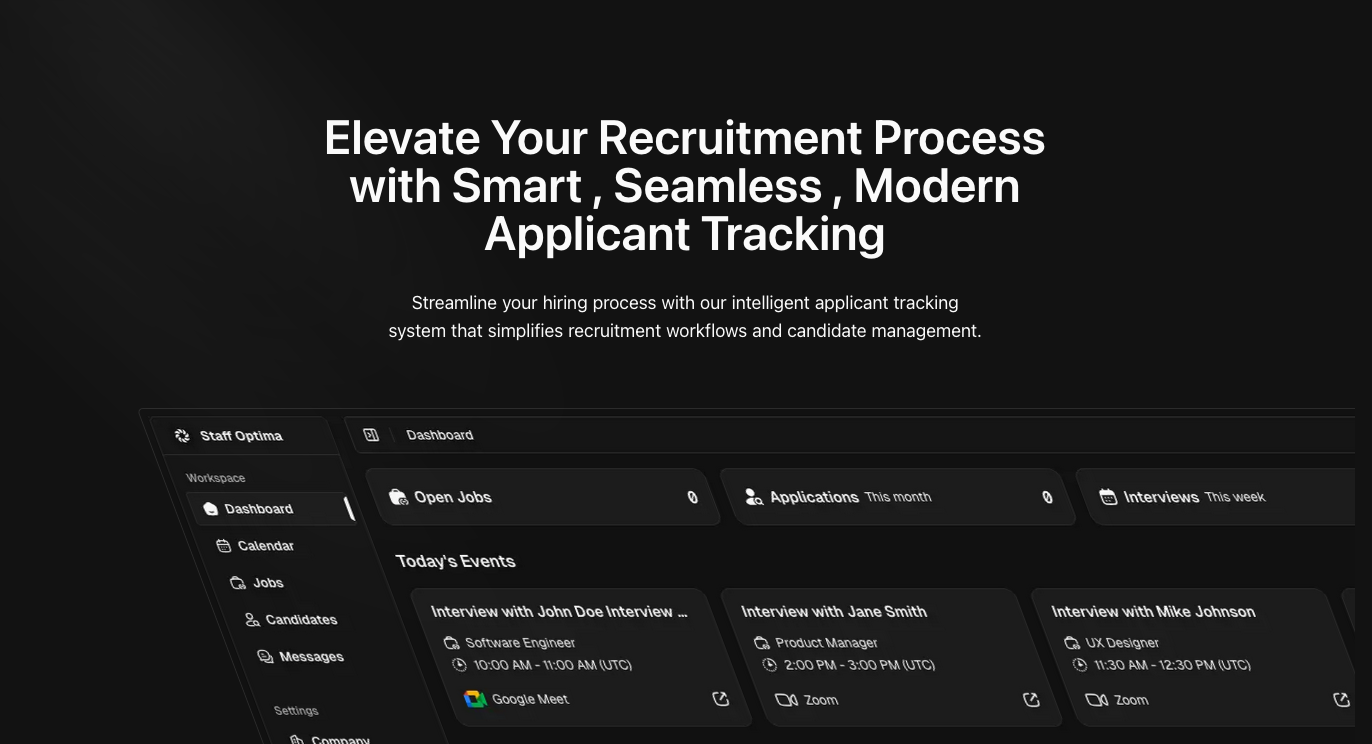 Elevate Your Recruitment Process
with Smart , Seamless , Modern
Applicant Tracking
Streamline your hiring process with our intelligent applicant tracking
system that simplifies recruitment workflows and candidate management.
Staff Optima
Dashboard
Workspace
Dashboard
Calendar
Jobs
Candidates
Messages
Settings
Company
Open Jobs 0
Applications This month 0
Interviews This week
Today's Events
Interview with John Doe Interview ...
Software Engineer
10:00 AM - 11:00 AM (UTC)
Google Meet
Interview with Jane Smith
Product Manager
2:00 PM - 3:00 PM (UTC)
Zoom
Interview with Mike Johnson
UX Designer
11:30 AM - 12:30 PM (UTC)
Zoom